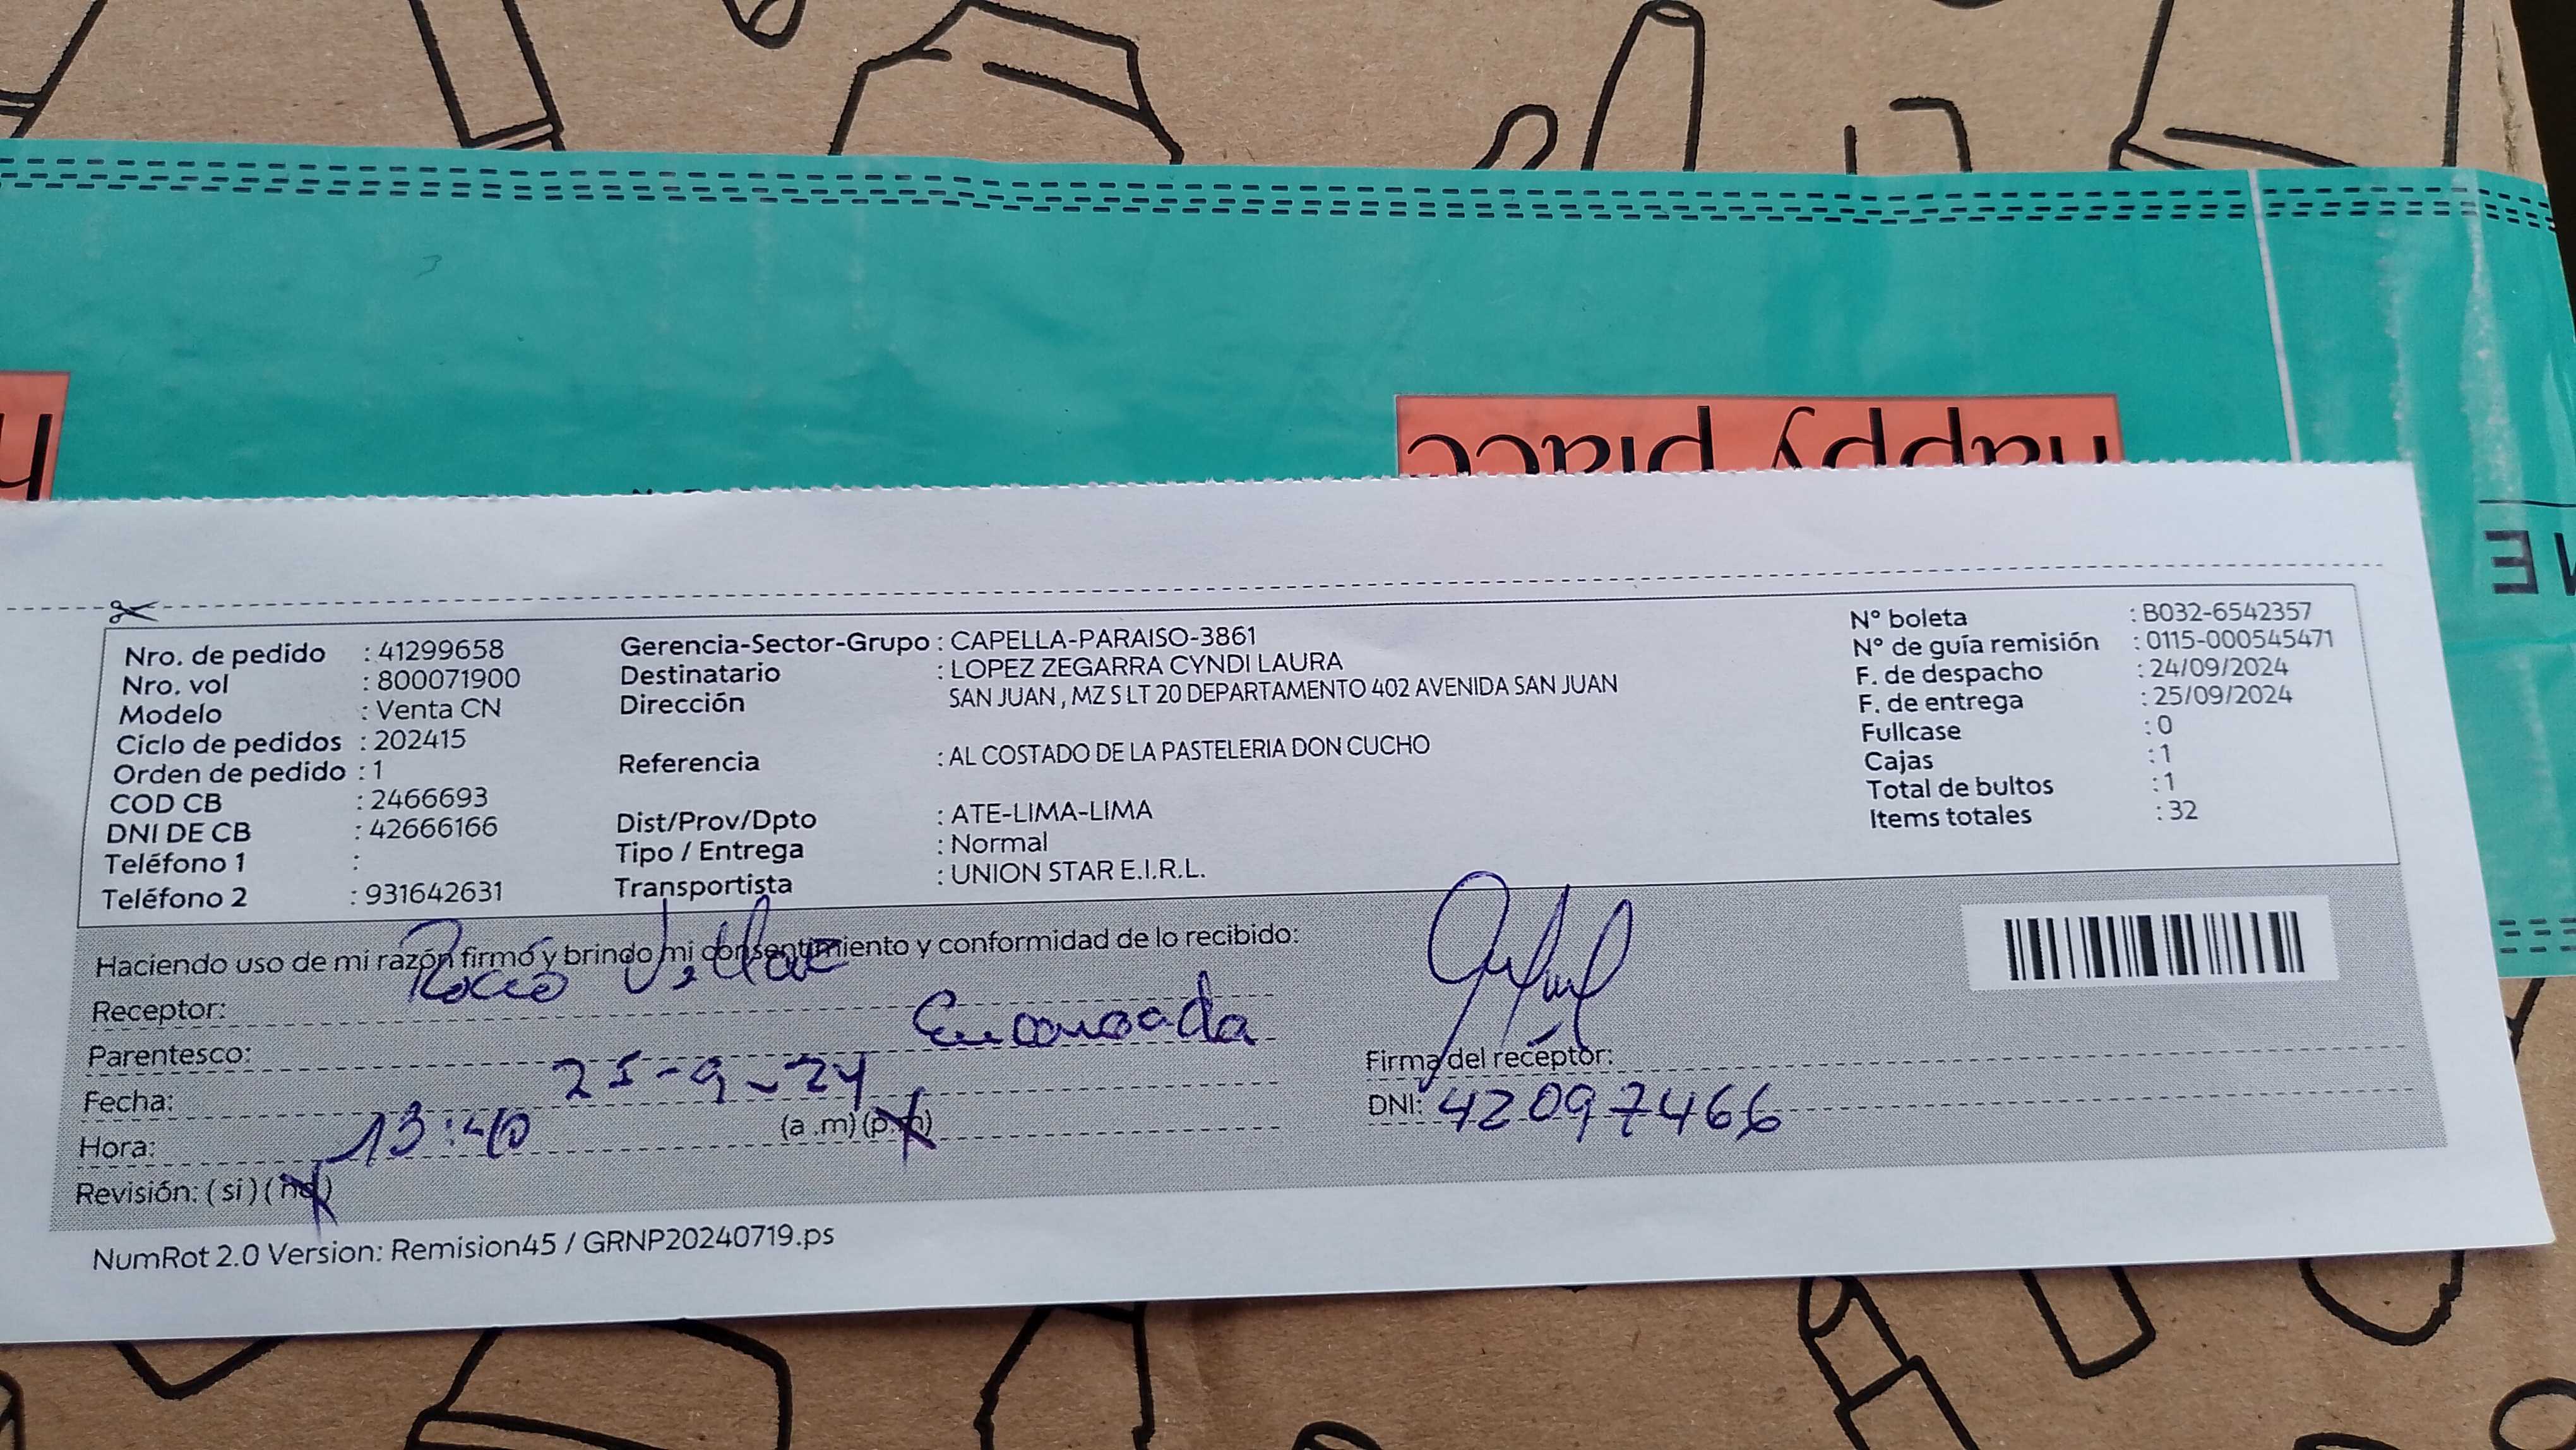 happy place
Nro. de pedido : 41299658
Nro. vol : 800071900
Modelo : Venta CN
Ciclo de pedidos : 202415
Orden de pedido : 1
COD CB : 2466693
DNI DE CB : 42666166
Teléfono 1 :
Teléfono 2 : 931642631
Gerencia-Sector-Grupo : CAPELLA-PARAISO-3861
Destinatario : LOPEZ ZEGARRA CYNDI LAURA
Dirección SAN JUAN , MZ S LT 20 DEPARTAMENTO 402 AVENIDA SAN JUAN
Referencia : AL COSTADO DE LA PASTELERIA DON CUCHO
Dist/Prov/Dpto : ATE-LIMA-LIMA
Tipo / Entrega : Normal
Transportista : UNION STAR E.I.R.L.
N° boleta : B032-6542357
N° de guía remisión : 0115-000545471
F. de despacho : 24/09/2024
F. de entrega : 25/09/2024
Fullcase : 0
Cajas : 1
Total de bultos : 1
Items totales : 32
Haciendo uso de mi razón firmo y brindo mi consentimiento y conformidad de lo recibido:
Receptor: Rocío
Parentesco:
Fecha: 25-9-24
Hora: 13:40 (a .m) (p.m)
Revisión: ( si ) ( no )
Firma del receptor:
DNI: 42097466
NumRot 2.0 Version: Remision45 / GRNP20240719.ps